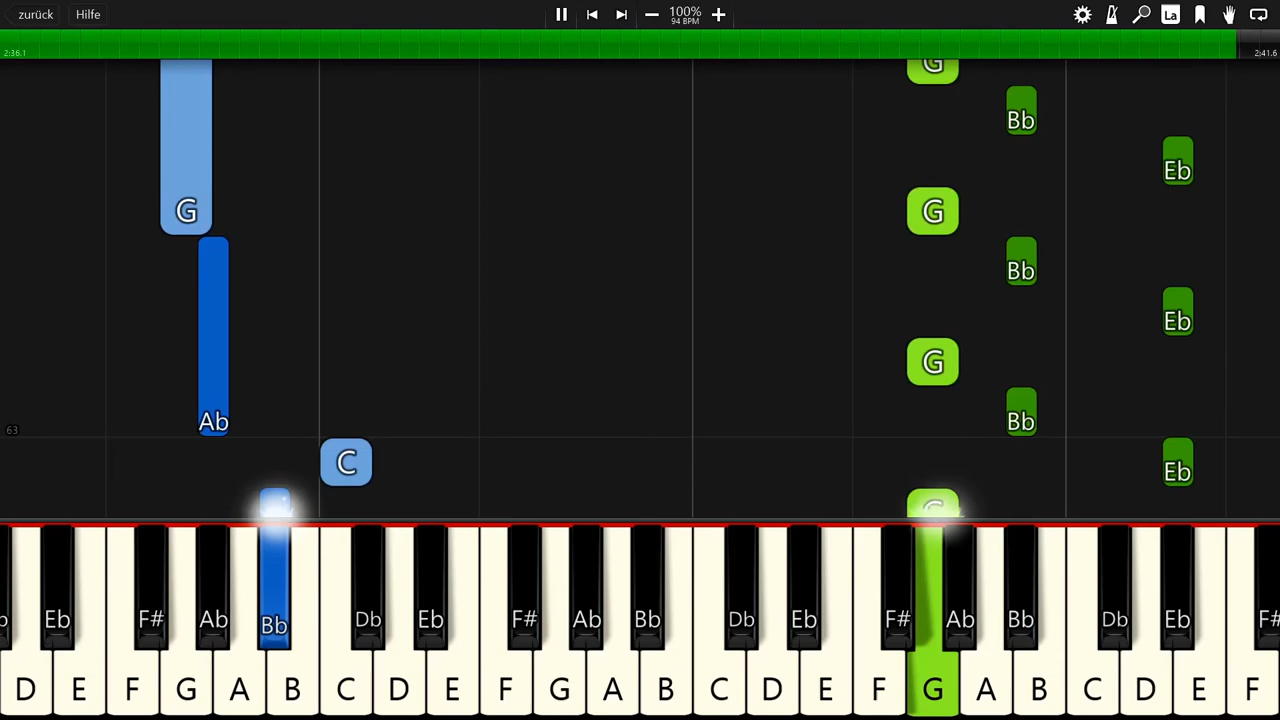 zurück Hilfe 100% La
94 BPM
2:36.1 2:41.6
G
Bb
Eb
G G
Bb
Eb
G
Ab Bb
63
C Eb
G
Eb F# Ab Bb Db Eb F# Ab Bb Db Eb F# Ab Bb Db Eb F#
D E F G A B C D E F G A B C D E F G A B C D E F